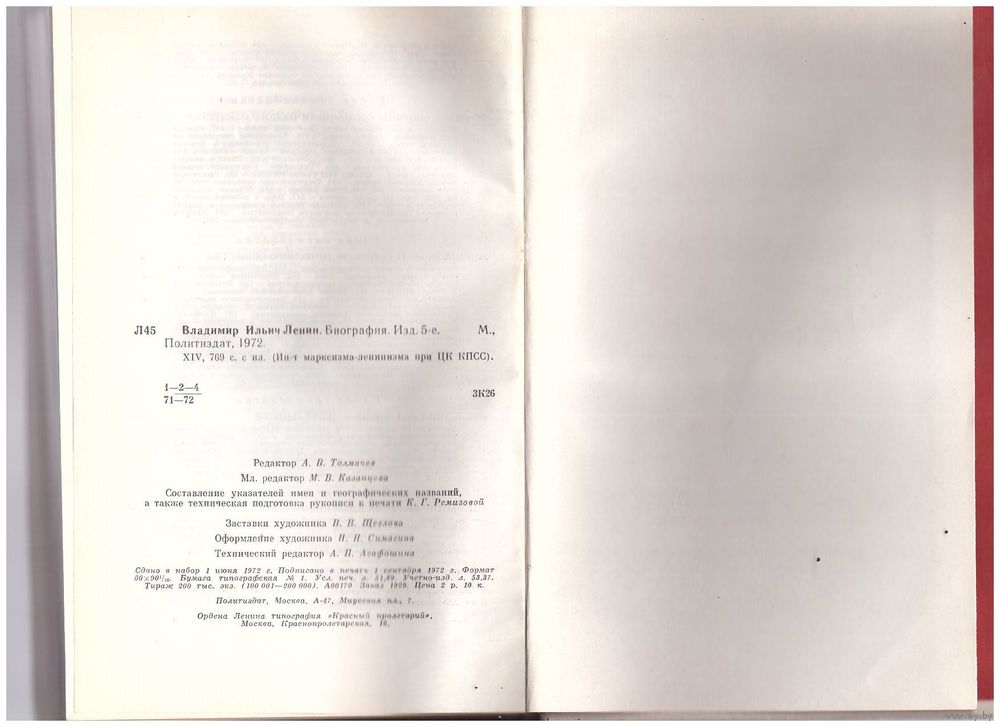 Л45 Владимир Ильич Ленин. Биография. Изд. 5-е. М.,
Политиздат, 1972.
XIV, 769 с. с ил. (Ин-т марксизма-ленинизма при ЦК КПСС).
1—2—4
71—72
3К26
Редактор А. В. Толмачев
Мл. редактор М. В. Казанцева
Составление указателей имен и географических названий,
а также техническая подготовка рукописи к печати К. Г. Ремизовой
Заставки художника В. В. Щеглова
Оформление художника Н. Н. Симагина
Технический редактор А. П. Агафошина
Сдано в набор 1 июня 1972 г. Подписано в печать 1 сентября 1972 г. Формат
60×90¹/₁₆. Бумага типографская № 1. Усл. печ. л. Учетно-изд. л. 53,37.
Тираж 200 тыс. экз. (100 001—200 000). А00170 Заказ 1929. Цена 2 р. 10 к.
Политиздат, Москва, А-47, Миусская пл., 7.
Ордена Ленина типография «Красный пролетарий».
Москва, Краснопролетарская, 16.
www.ay.by